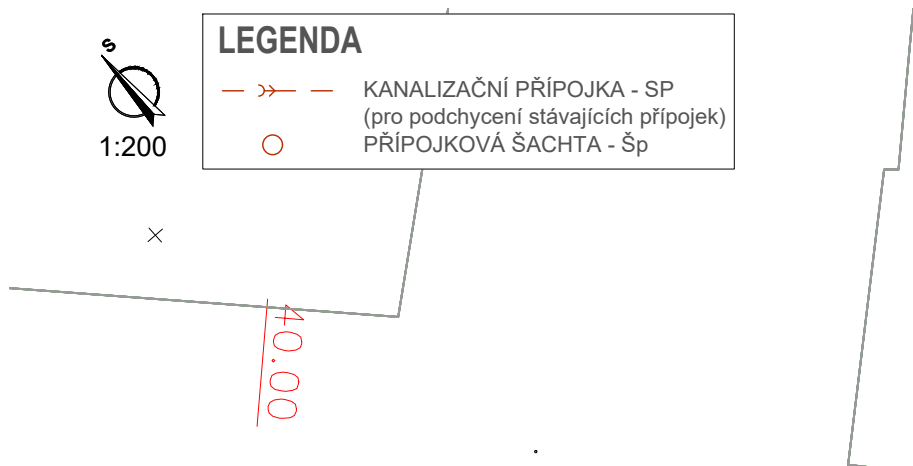 S
1:200
LEGENDA
KANALIZAČNÍ PŘÍPOJKA - SP
(pro podchycení stávajících přípojek)
PŘÍPOJKOVÁ ŠACHTA - Šp
40.00